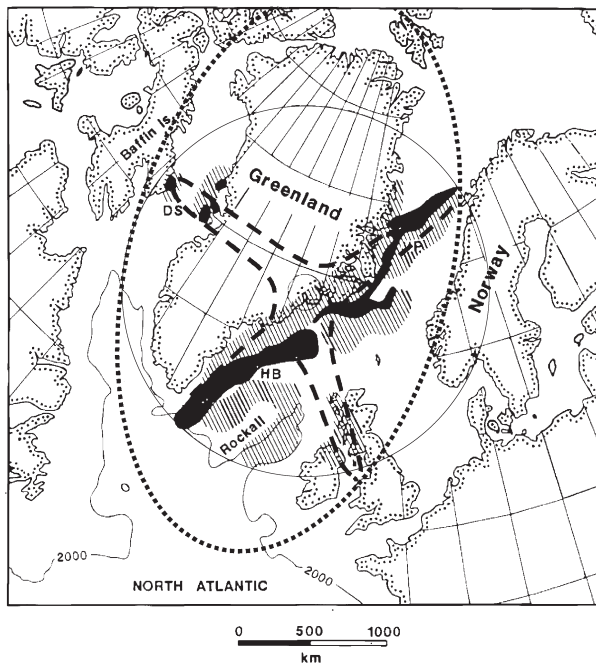 Baffin Is.
DS
Greenland
P
Norway
HB
Rockall
2000
2000
NORTH ATLANTIC
0 500 1000
km